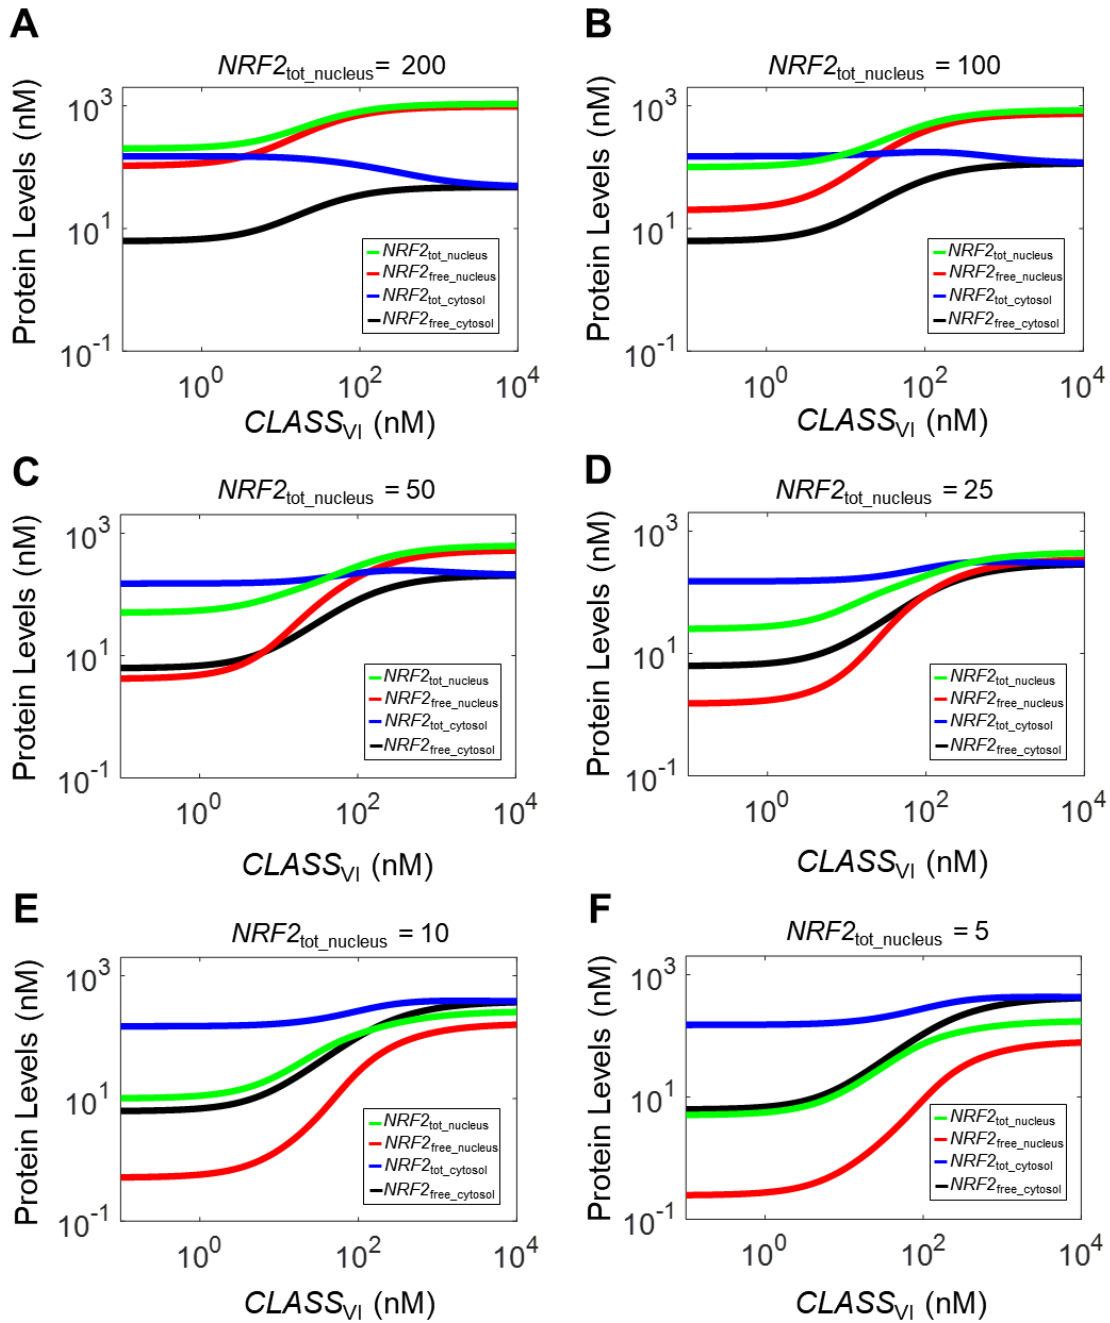 A
NRF2tot_nucleus= 200
Protein Levels (nM)
10^3
10^1
10^-1
NRF2tot_nucleus
NRF2free_nucleus
NRF2tot_cytosol
NRF2free_cytosol
10^0
10^2
10^4
CLASSVI (nM)
B
NRF2tot_nucleus = 100
Protein Levels (nM)
10^3
10^1
10^-1
NRF2tot_nucleus
NRF2free_nucleus
NRF2tot_cytosol
NRF2free_cytosol
10^0
10^2
10^4
CLASSVI (nM)
C
NRF2tot_nucleus = 50
Protein Levels (nM)
10^3
10^1
10^-1
NRF2tot_nucleus
NRF2free_nucleus
NRF2tot_cytosol
NRF2free_cytosol
10^0
10^2
10^4
CLASSVI (nM)
D
NRF2tot_nucleus = 25
Protein Levels (nM)
10^3
10^1
10^-1
NRF2tot_nucleus
NRF2free_nucleus
NRF2tot_cytosol
NRF2free_cytosol
10^0
10^2
10^4
CLASSVI (nM)
E
NRF2tot_nucleus = 10
Protein Levels (nM)
10^3
10^1
10^-1
NRF2tot_nucleus
NRF2free_nucleus
NRF2tot_cytosol
NRF2free_cytosol
10^0
10^2
10^4
CLASSVI (nM)
F
NRF2tot_nucleus = 5
Protein Levels (nM)
10^3
10^1
10^-1
NRF2tot_nucleus
NRF2free_nucleus
NRF2tot_cytosol
NRF2free_cytosol
10^0
10^2
10^4
CLASSVI (nM)